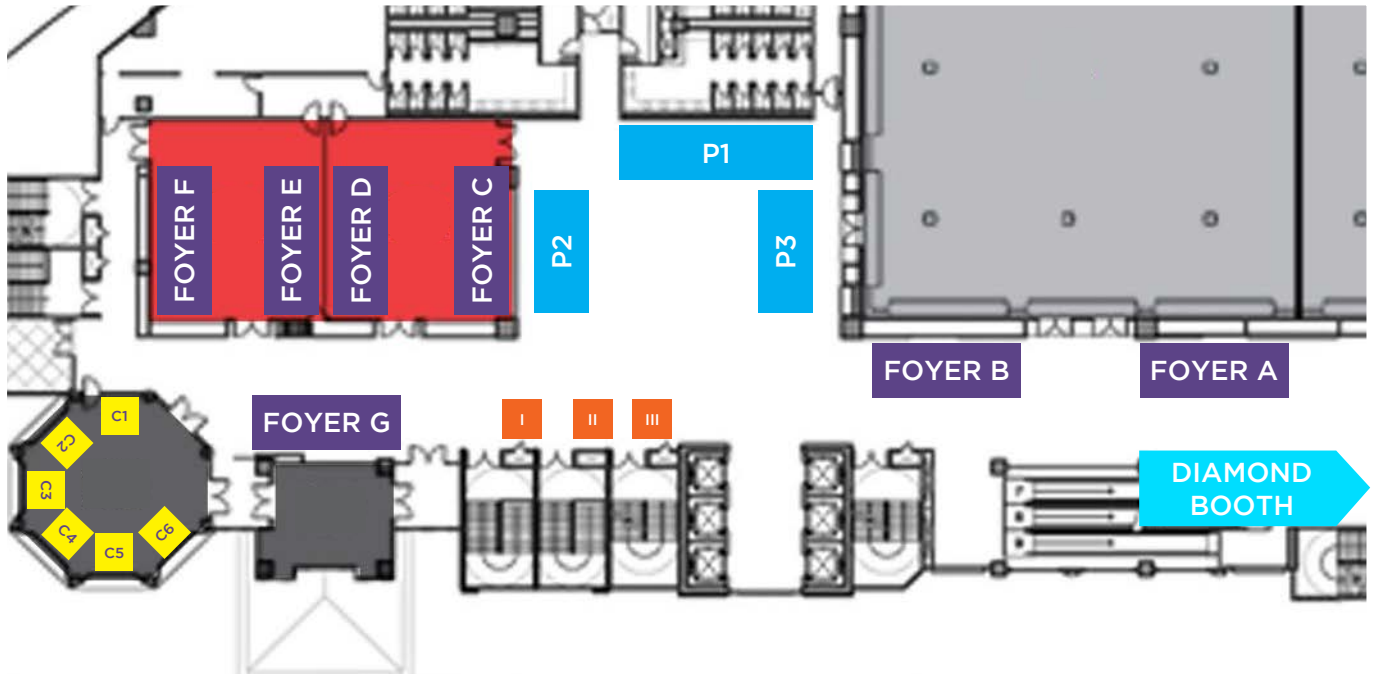 P1
FOYER F
FOYER E
FOYER D
FOYER C
P2
P3
FOYER B
FOYER A
C1
C2
C3
C4
C5
C6
FOYER G
I
II
III
DIAMOND
BOOTH